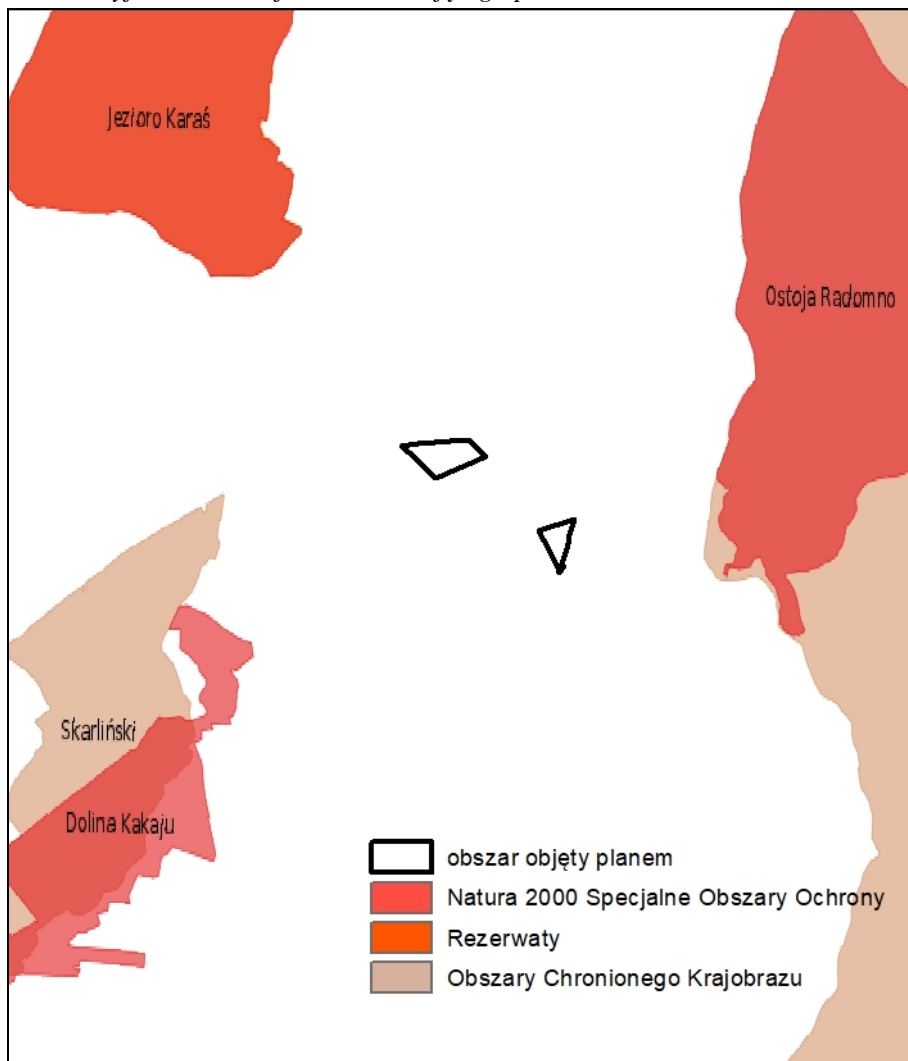 Jezioro Karaś
Ostoja Radomno
Skarliński
Dolina Kakaju
obszar objęty planem
Natura 2000 Specjalne Obszary Ochrony
Rezerwaty
Obszary Chronionego Krajobrazu